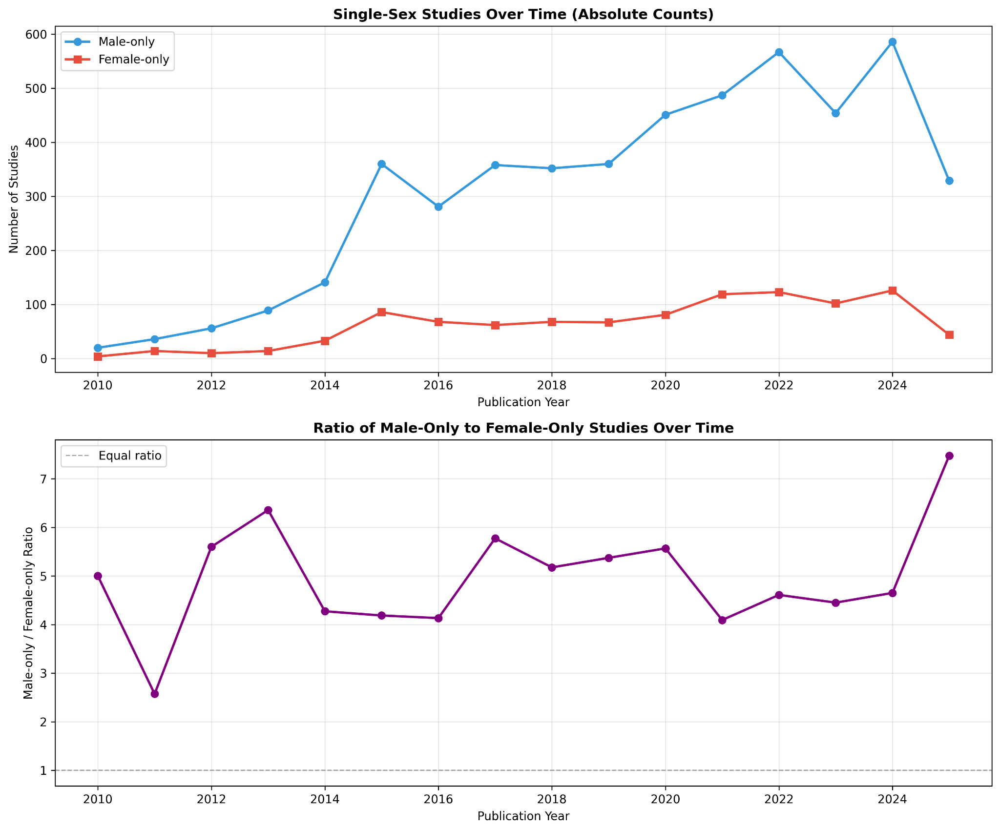 Single-Sex Studies Over Time (Absolute Counts)
Male-only
Female-only
600
500
400
300
200
100
0
Number of Studies
2010 2012 2014 2016 2018 2020 2022 2024
Publication Year
Ratio of Male-Only to Female-Only Studies Over Time
Equal ratio
7
6
5
4
3
2
1
Male-only / Female-only Ratio
2010 2012 2014 2016 2018 2020 2022 2024
Publication Year